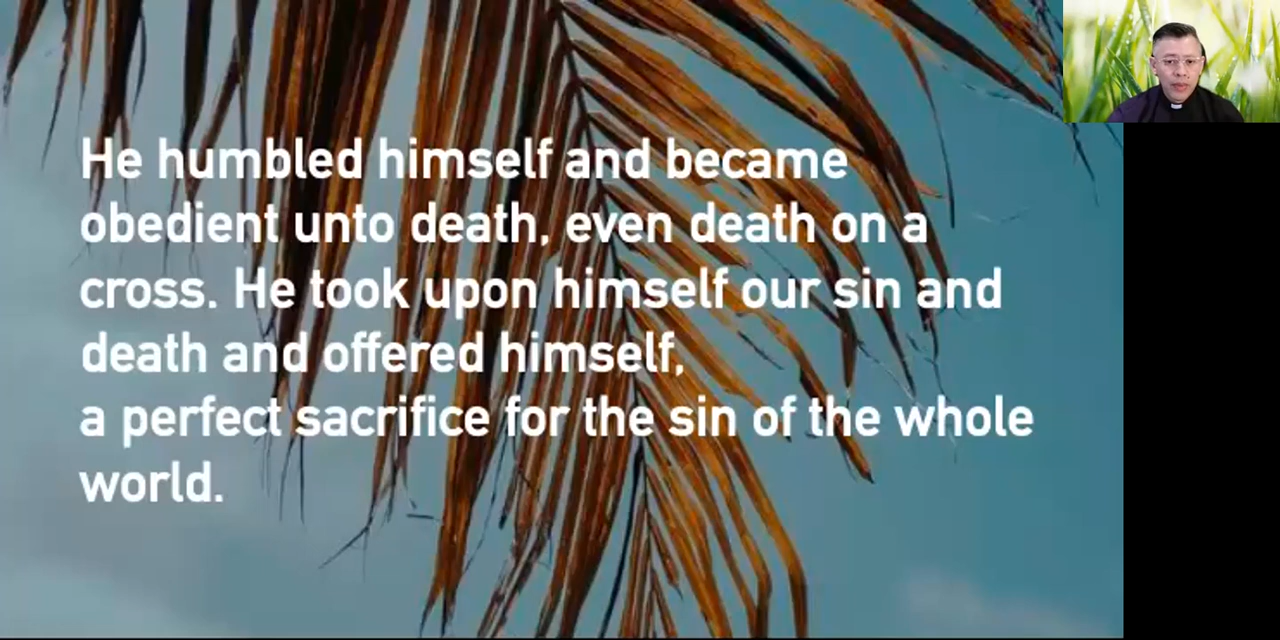 He humbled himself and became
obedient unto death, even death on a
cross. He took upon himself our sin and
death and offered himself,
a perfect sacrifice for the sin of the whole
world.